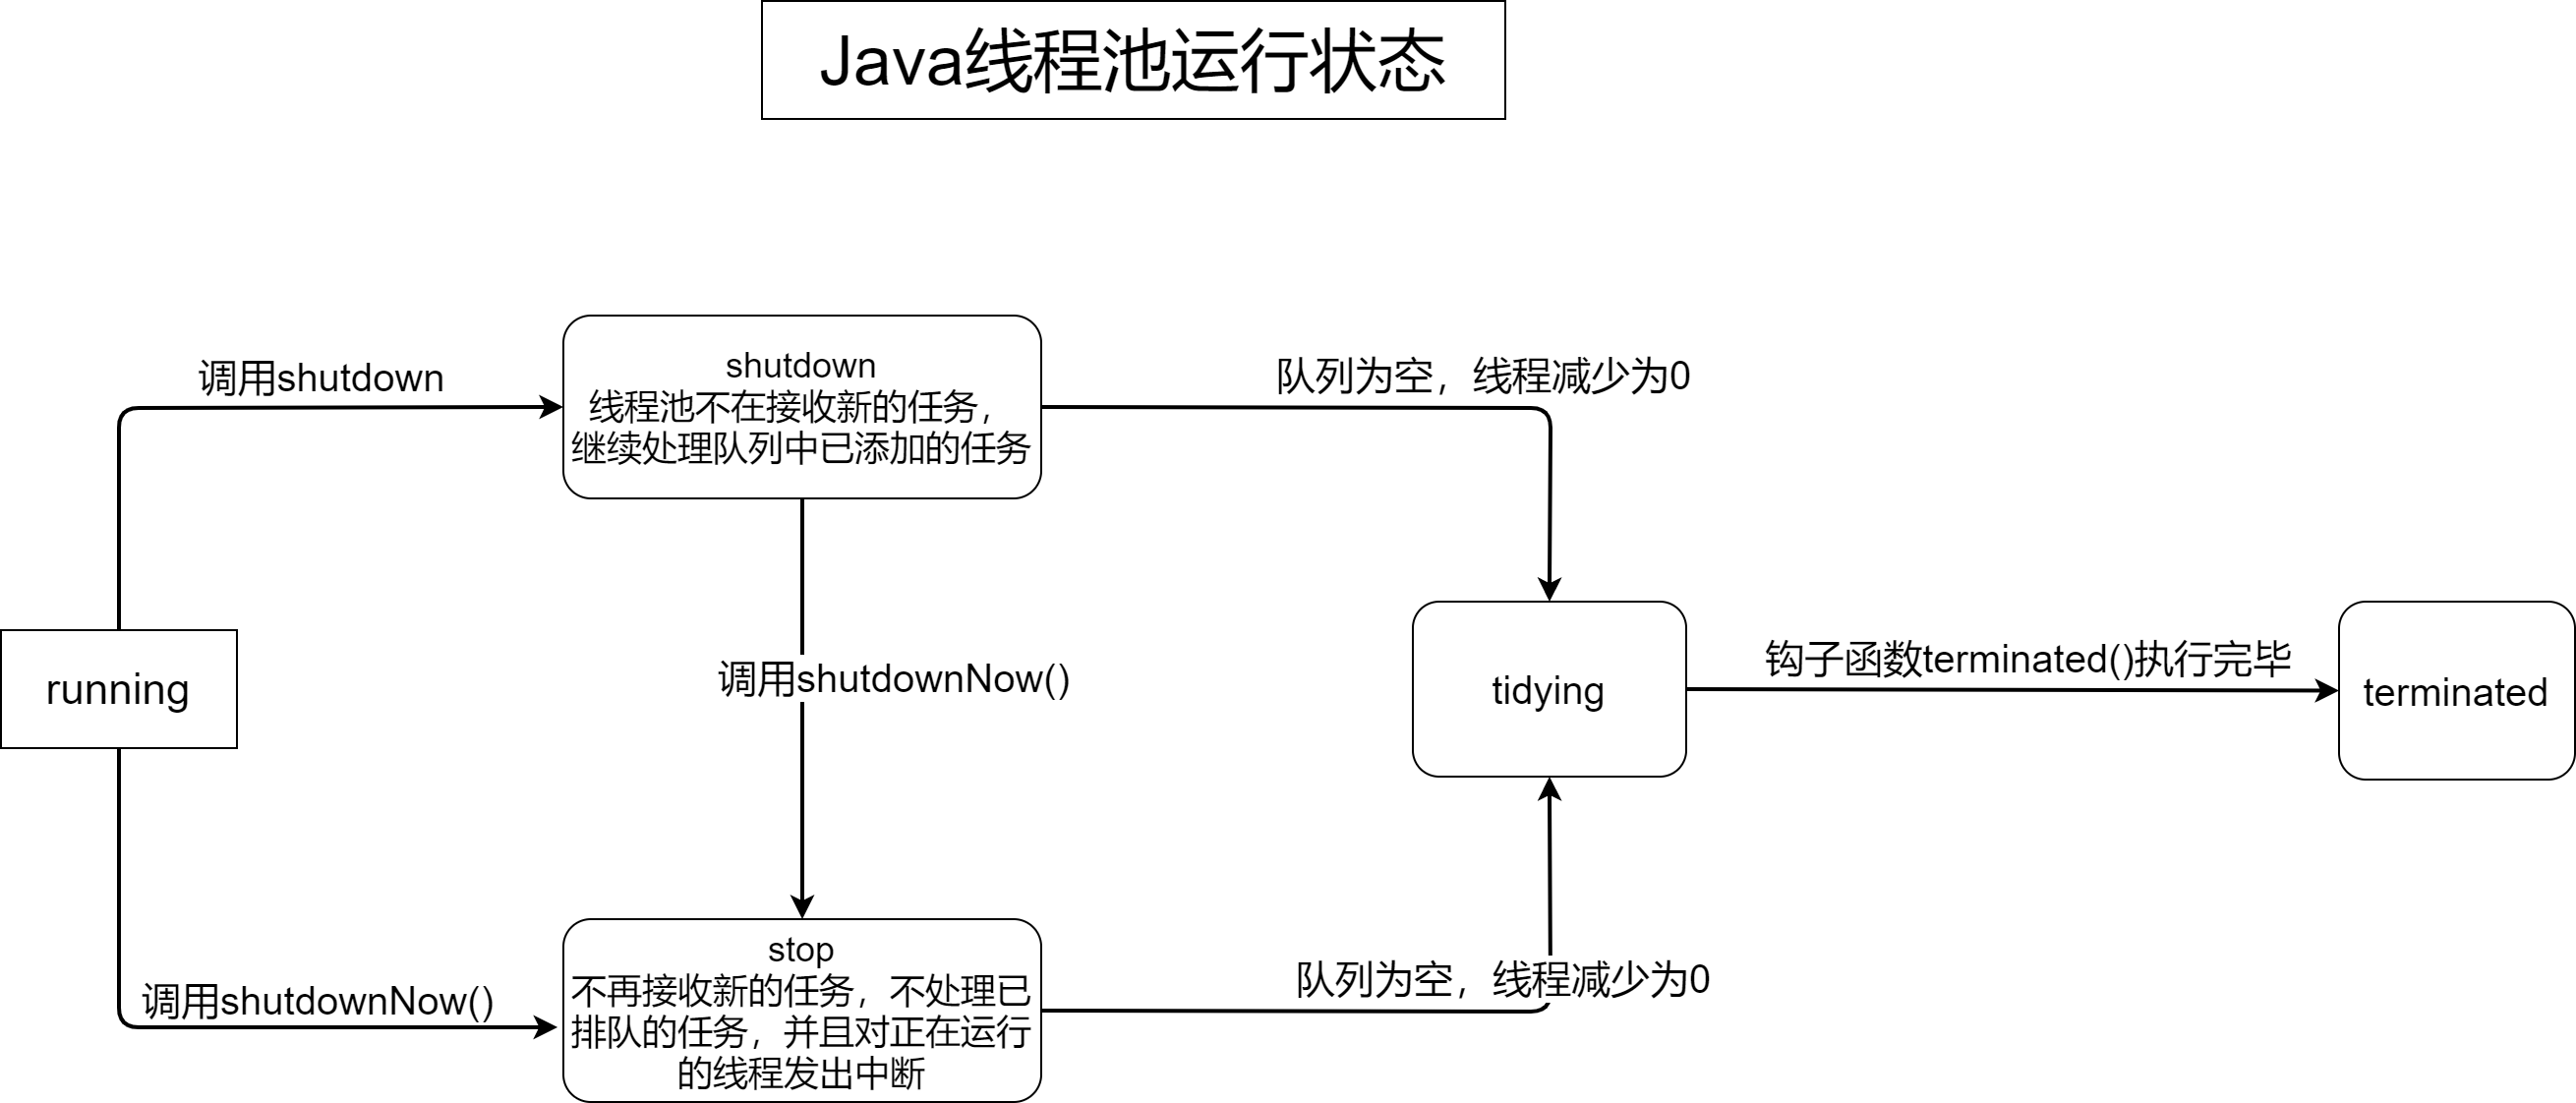 Java线程池运行状态
调用shutdown
shutdown
线程池不在接收新的任务，
继续处理队列中已添加的任务
队列为空，线程减少为0
running
调用shutdownNow()
tidying
钩子函数terminated()执行完毕
terminated
调用shutdownNow()
stop
不再接收新的任务，不处理已
排队的任务，并且对正在运行
的线程发出中断
队列为空，线程减少为0